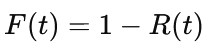 F(t) = 1 − R(t)